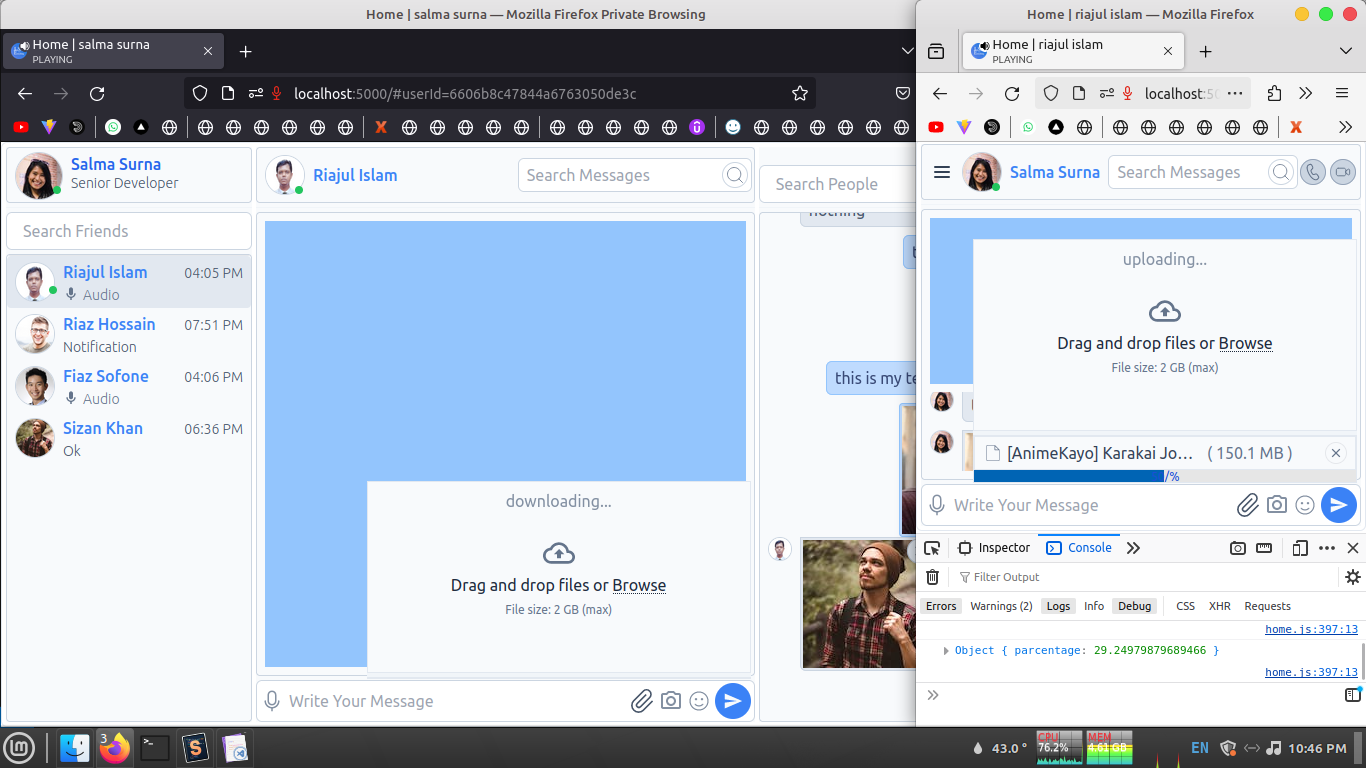 Home | salma surna — Mozilla Firefox Private Browsing
Home | salma surna
PLAYING
localhost:5000/#userId=6606b8c47844a6763050de3c
Salma Surna
Senior Developer
Search Friends
Riajul Islam 04:05 PM
Audio
Riaz Hossain 07:51 PM
Notification
Fiaz Sofone 04:06 PM
Audio
Sizan Khan 06:36 PM
Ok
Riajul Islam
Search Messages
downloading...
Drag and drop files or Browse
File size: 2 GB (max)
Write Your Message
Search People
nothing
this is my te
Home | riajul islam — Mozilla Firefox
Home | riajul islam
PLAYING
localhost:50
Salma Surna
Search Messages
uploading...
Drag and drop files or Browse
File size: 2 GB (max)
[AnimeKayo] Karakai Jo... ( 150.1 MB )
/%
Write Your Message
Inspector
Console
Filter Output
Errors
Warnings (2)
Logs
Info
Debug
CSS
XHR
Requests
home.js:397:13
Object { parcentage: 29.24979879689466 }
home.js:397:13
3
43.0 °
CPU
76.2%
MEM
4.61 GB
EN
10:46 PM